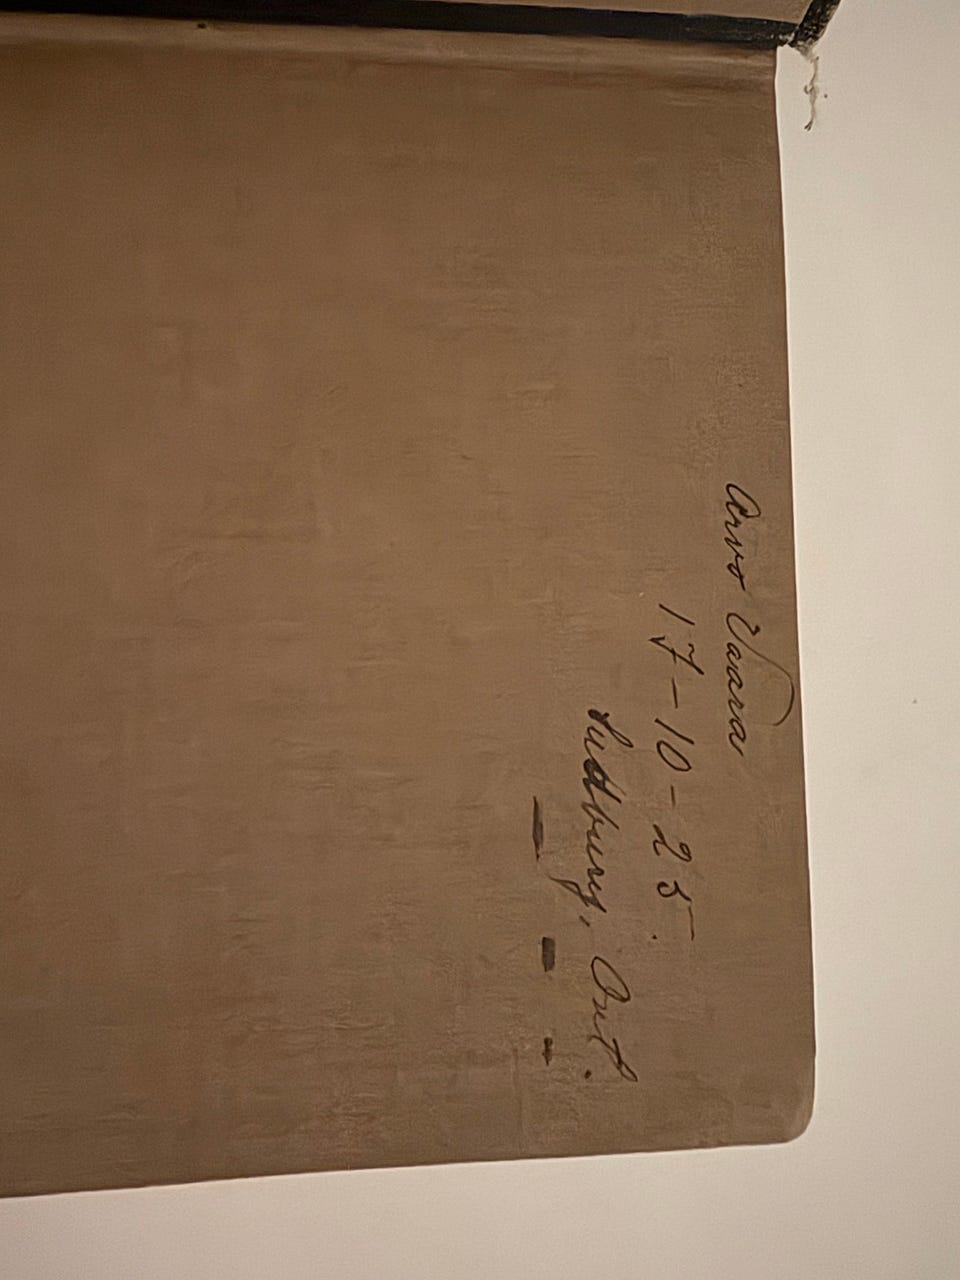 Arvo Vaara
17-10-25.
Sudbury, Ont.